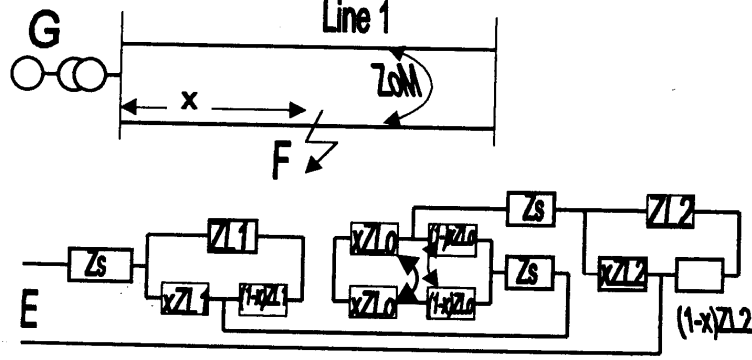 Line 1
G
ZoM
x
F
Zs
ZL2
ZL1
xZLo
(1-x)ZLo
Zs
xZL2
Zs
xZL1
(1-x)ZL1
xZLo
(1-x)ZLo
E
(1-x)ZL2